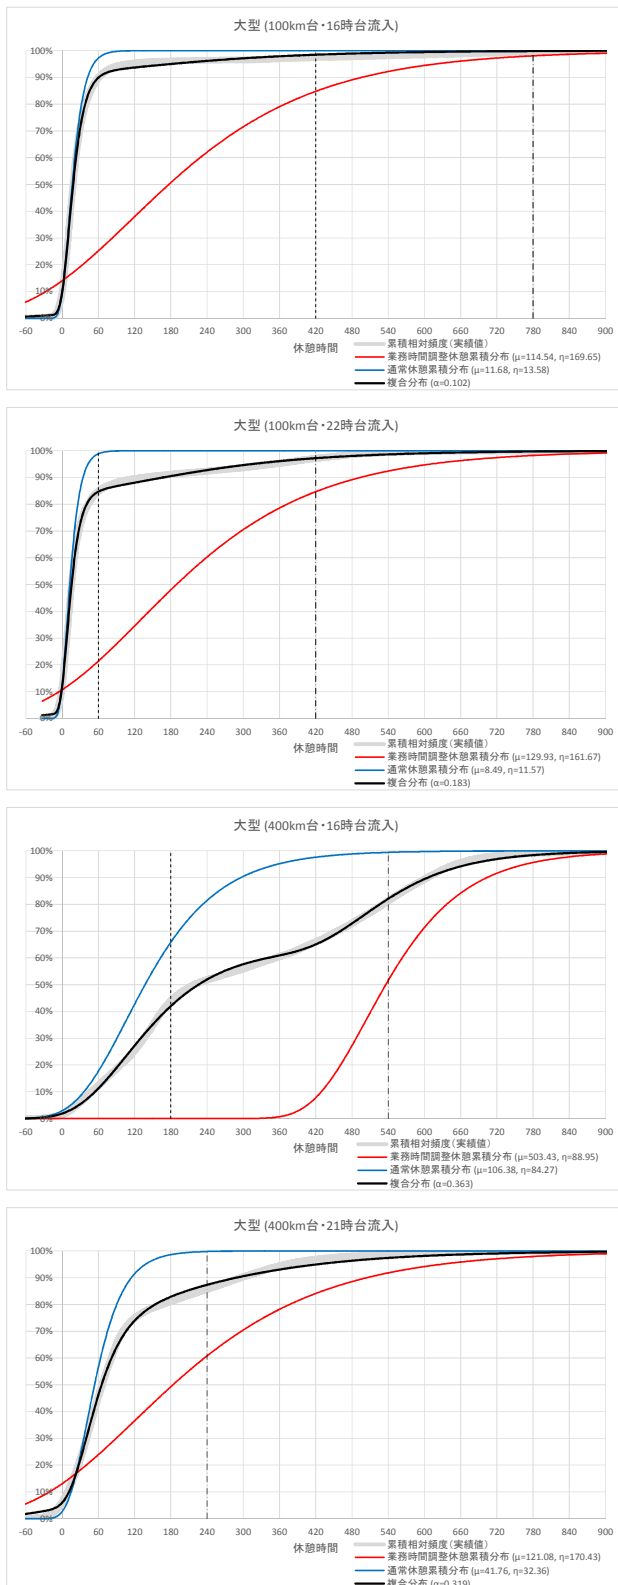 大型 (100km台・16時台流入)
100%
90%
80%
70%
60%
50%
40%
30%
20%
10%
0%
-60 0 60 120 180 240 300 360 420 480 540 600 660 720 780 840 900
休憩時間
累積相対頻度(実績値)
業務時間調整休憩累積分布 (μ=114.54, η=169.65)
通常休憩累積分布 (μ=11.68, η=13.58)
複合分布 (α=0.102)
大型 (100km台・22時台流入)
100%
90%
80%
70%
60%
50%
40%
30%
20%
10%
0%
-60 0 60 120 180 240 300 360 420 480 540 600 660 720 780 840 900
休憩時間
累積相対頻度(実績値)
業務時間調整休憩累積分布 (μ=129.93, η=161.67)
通常休憩累積分布 (μ=8.49, η=11.57)
複合分布 (α=0.183)
大型 (400km台・16時台流入)
100%
90%
80%
70%
60%
50%
40%
30%
20%
10%
0%
-60 0 60 120 180 240 300 360 420 480 540 600 660 720 780 840 900
休憩時間
累積相対頻度(実績値)
業務時間調整休憩累積分布 (μ=503.43, η=88.95)
通常休憩累積分布 (μ=106.38, η=84.27)
複合分布 (α=0.363)
大型 (400km台・21時台流入)
100%
90%
80%
70%
60%
50%
40%
30%
20%
10%
0%
-60 0 60 120 180 240 300 360 420 480 540 600 660 720 780 840 900
休憩時間
累積相対頻度(実績値)
業務時間調整休憩累積分布 (μ=121.08, η=170.43)
通常休憩累積分布 (μ=41.76, η=32.36)
複合分布 (α=0.319)